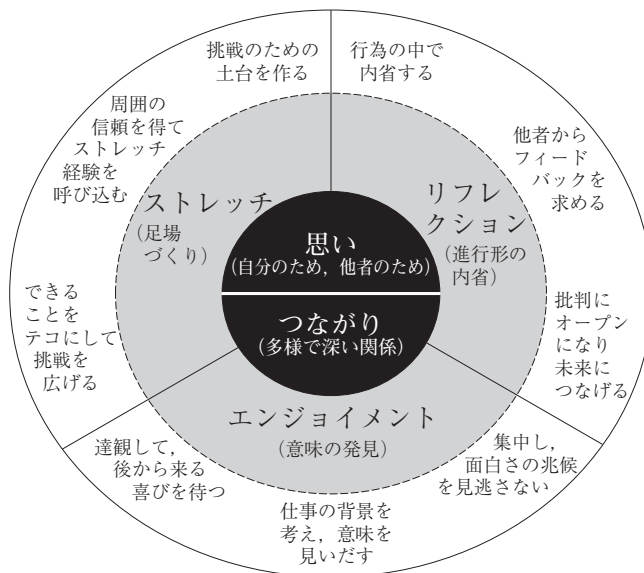 挑戦のための
土台を作る
行為の中で
内省する
周囲の
信頼を得て
ストレッチ
経験を
呼び込む
他者から
フィード
バックを
求める
ストレッチ
(足場
づくり)
リフレ
クション
(進行形の
内省)
思い
(自分のため，他者のため)
つながり
(多様で深い関係)
できる
ことを
テコにして
挑戦を
広げる
批判に
オープン
になり
未来に
つなげる
エンジョイメント
(意味の発見)
達観して，
後から来る
喜びを待つ
集中し，
面白さの兆候
を見逃さない
仕事の背景を
考え，意味を
見いだす